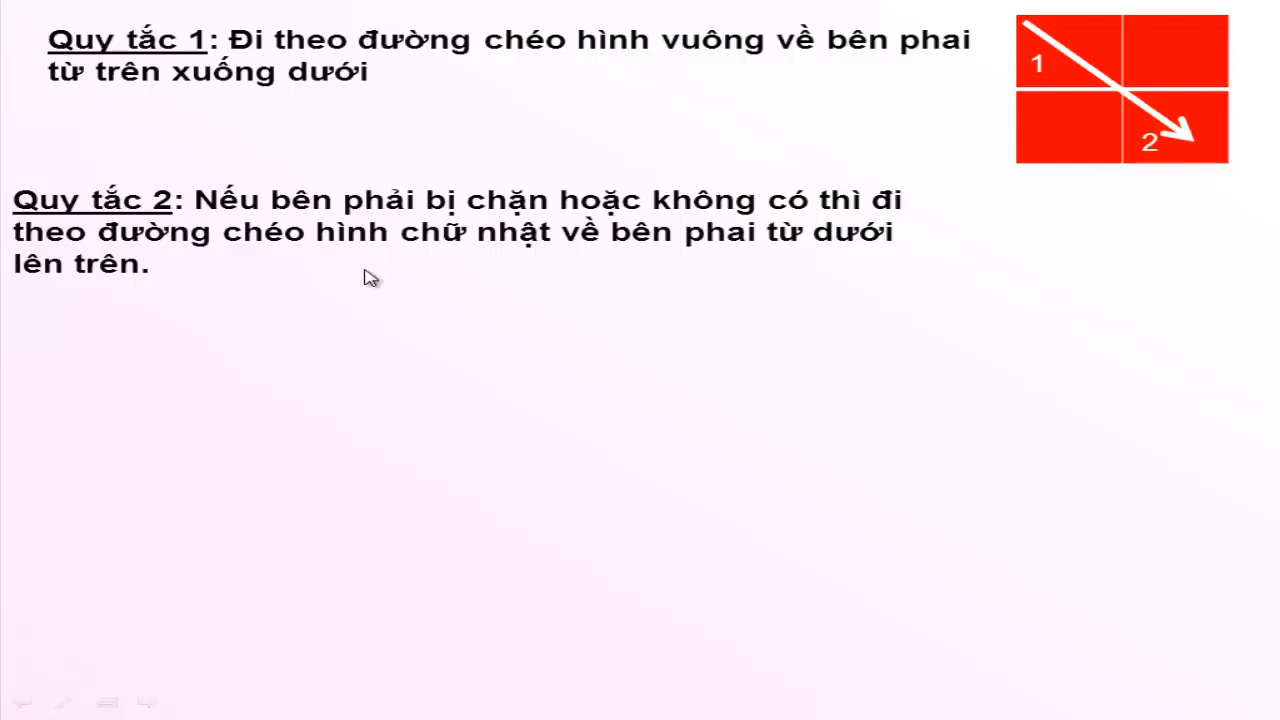 Quy tắc 1: Đi theo đường chéo hình vuông về bên phai
từ trên xuống dưới
1
2
Quy tắc 2: Nếu bên phải bị chặn hoặc không có thì đi
theo đường chéo hình chữ nhật về bên phai từ dưới
lên trên.